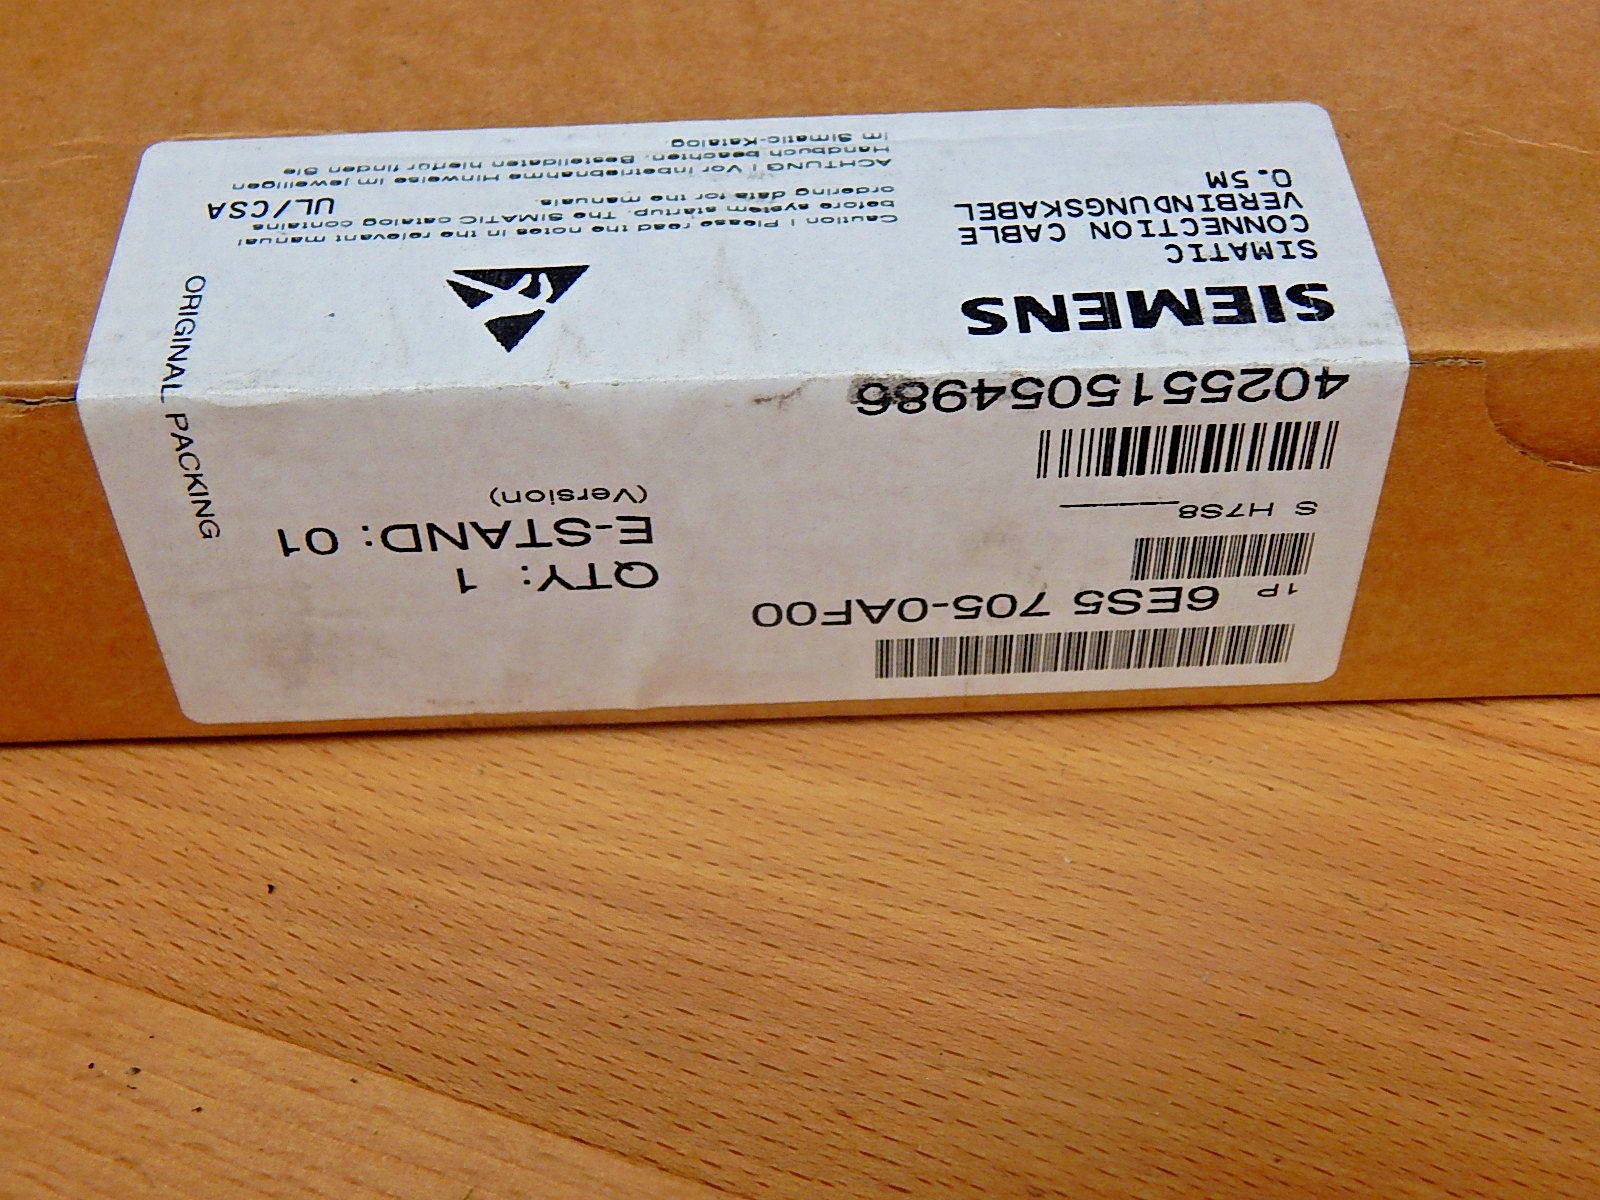 1P 6ES5 705-0AF00
QTY: 1
S H7S8
E-STAND: 01
(Version)
4025515054986
SIEMENS
SIMATIC
CONNECTION CABLE
VERBINDUNGSKABEL
0.5M
Caution ! Please read the notes in the relevant manual
before system startup. The SIMATIC catalog contains
ordering data for the manuals.
UL/CSA
ACHTUNG ! Vor Inbetriebnahme Hinweise im jeweiligen
Handbuch beachten. Bestelldaten hierfür finden Sie
im Simatic-Katalog
ORIGINAL PACKING